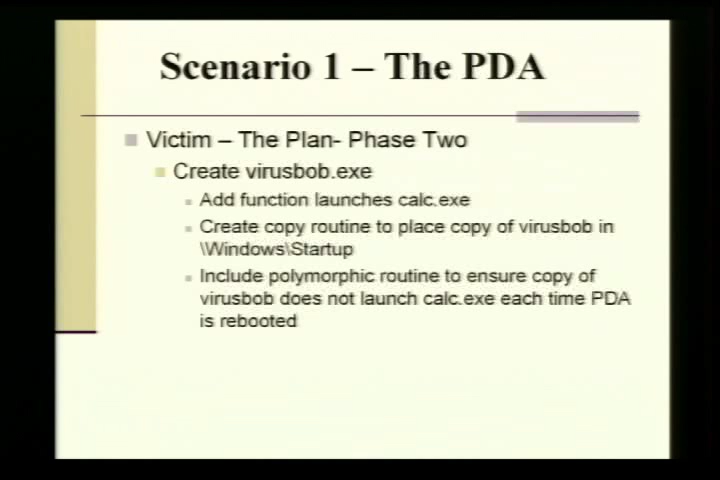 Scenario 1 – The PDA
Victim – The Plan- Phase Two
Create virusbob.exe
Add function launches calc.exe
Create copy routine to place copy of virusbob in
\Windows\Startup
Include polymorphic routine to ensure copy of
virusbob does not launch calc.exe each time PDA
is rebooted